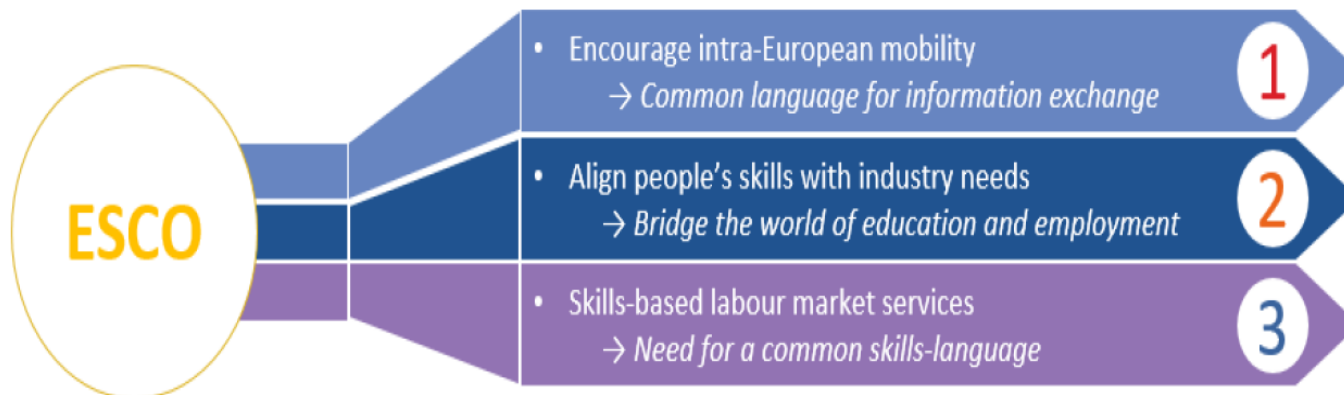 ESCO
• Encourage intra-European mobility
→ Common language for information exchange
1
• Align people's skills with industry needs
→ Bridge the world of education and employment
2
• Skills-based labour market services
→ Need for a common skills-language
3